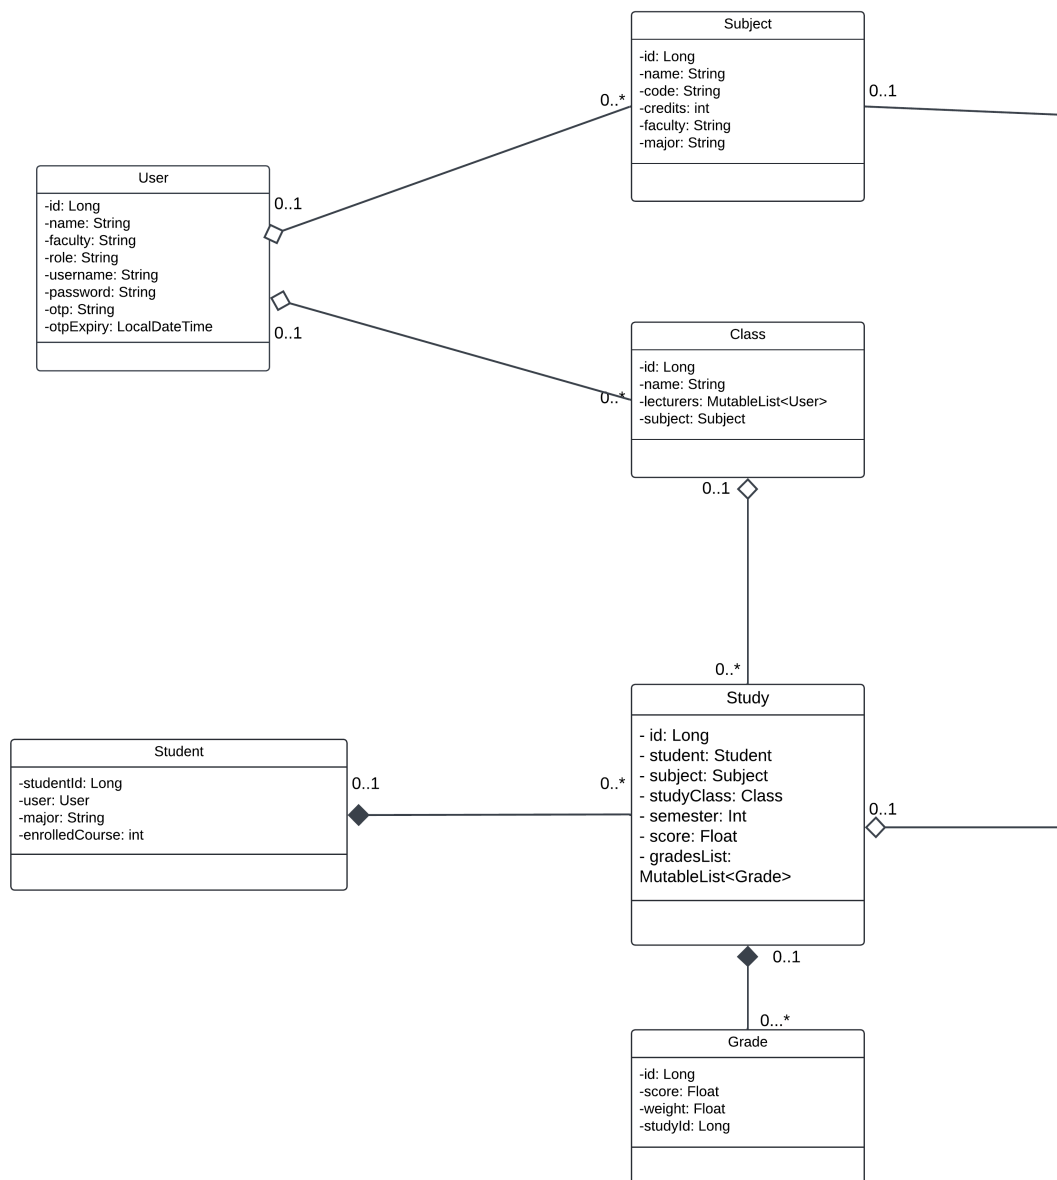 Subject
-id: Long
-name: String
-code: String
-credits: int
-faculty: String
-major: String
0..*
0..1
User
-id: Long
-name: String
-faculty: String
-role: String
-username: String
-password: String
-otp: String
-otpExpiry: LocalDateTime
0..1
0..1
Class
-id: Long
-name: String
-lecturers: MutableList<User>
-subject: Subject
0..*
0..1
0..*
Study
- id: Long
- student: Student
- subject: Subject
- studyClass: Class
- semester: Int
- score: Float
- gradesList:
MutableList<Grade>
Student
-studentId: Long
-user: User
-major: String
-enrolledCourse: int
0..1
0..*
0..1
0..1
0...*
Grade
-id: Long
-score: Float
-weight: Float
-studyId: Long